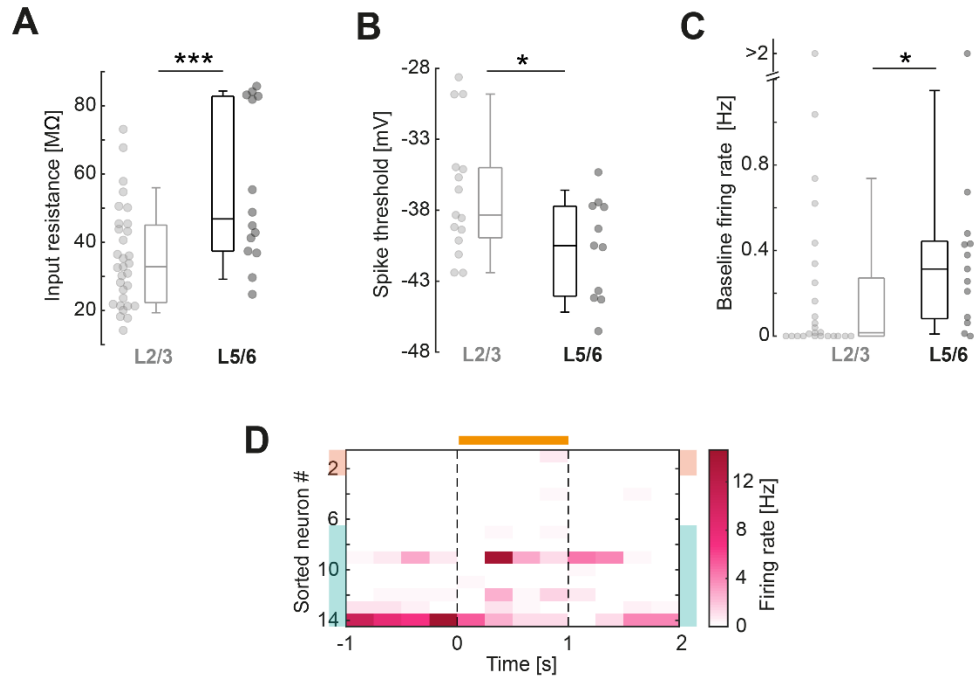 A
***
Input resistance [MΩ]
80
60
40
20
L2/3
L5/6
B
*
Spike threshold [mV]
-28
-33
-38
-43
-48
L2/3
L5/6
C
*
Baseline firing rate [Hz]
>2
0.8
0.4
0
L2/3
L5/6
D
Sorted neuron #
2
6
10
14
-1
0
1
2
Time [s]
12
8
4
0
Firing rate [Hz]